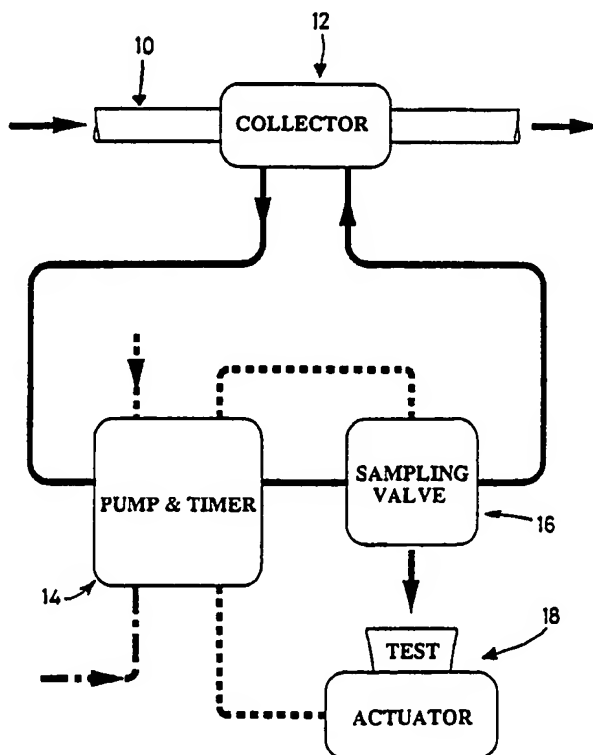 12
10
COLLECTOR
SAMPLING
VALVE
PUMP & TIMER
16
14
18
TEST
ACTUATOR